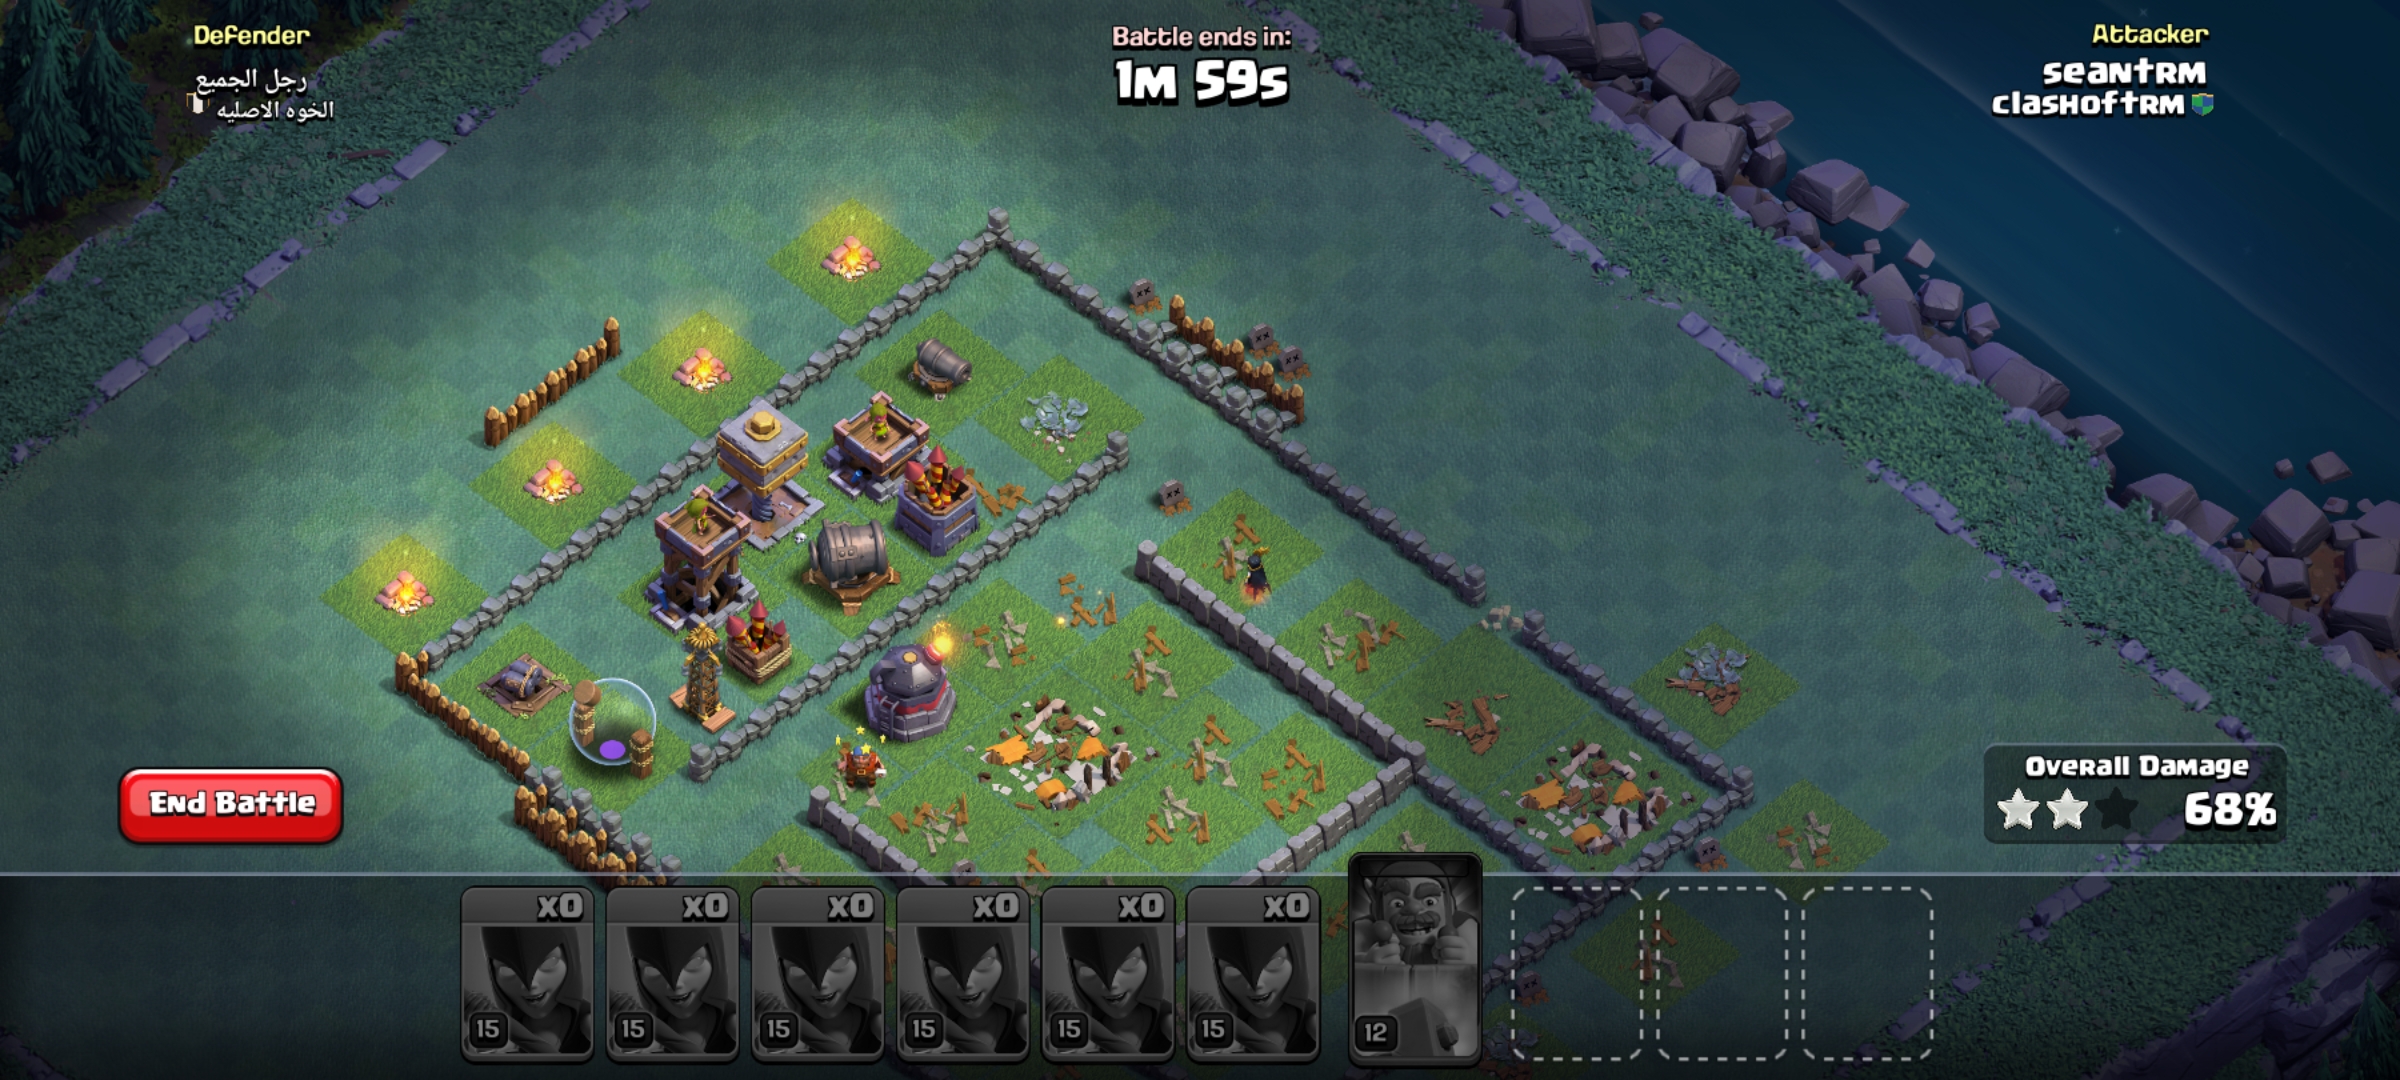 Defender
رجل الجميع
الخوه الاصليه
Battle ends in:
1M 59s
Attacker
seantRM
clashoftRM
End Battle
Overall Damage
68%
x0 x0 x0 x0 x0 x0
15 15 15 15 15 15 12